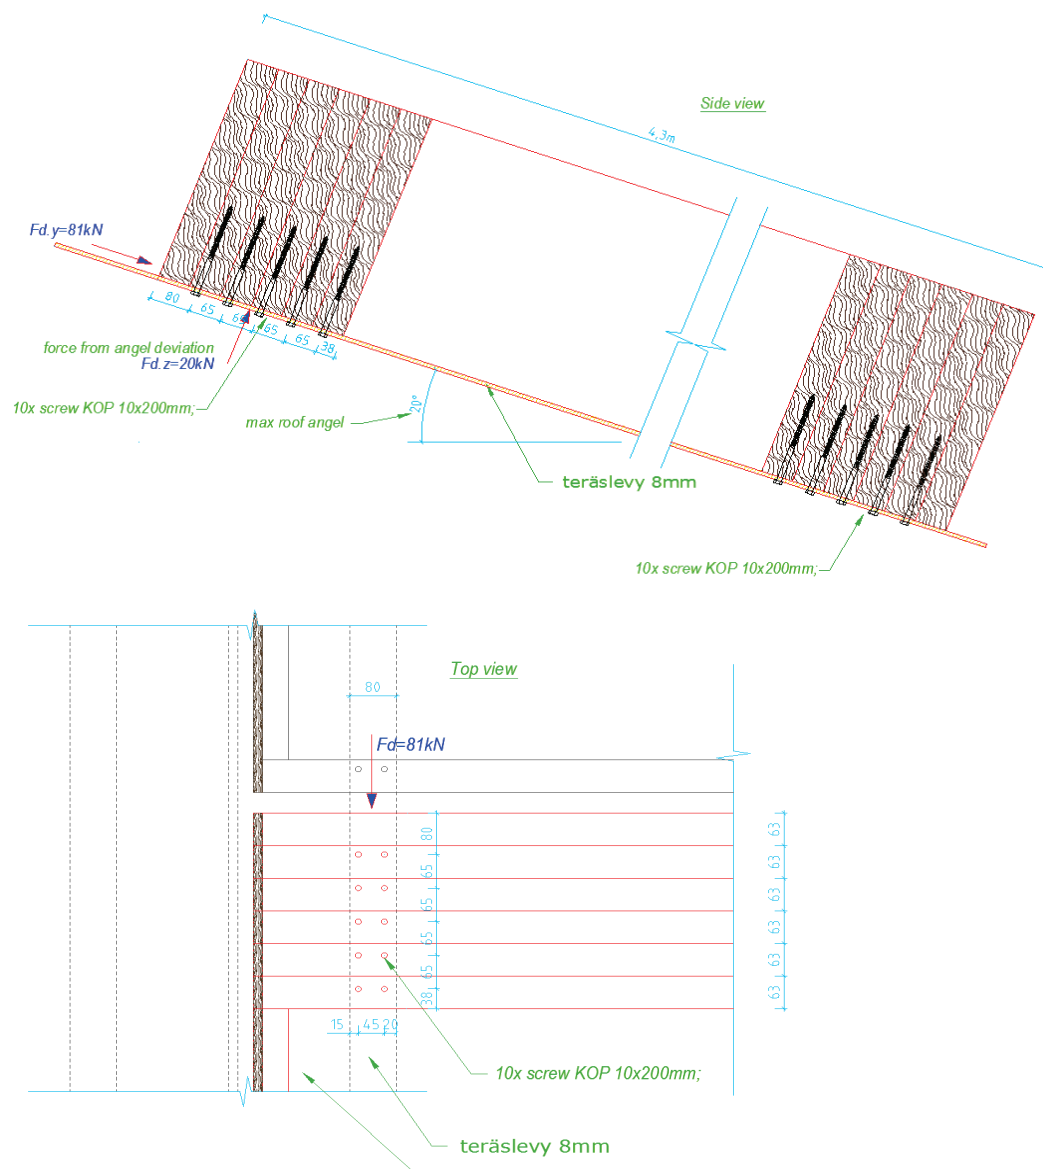 Side view
4,3m
Fd.y=81kN
80
65
65
65
65
38
force from angel deviation
Fd.z=20kN
10x screw KOP 10x200mm;
max roof angel
20°
teräslevy 8mm
10x screw KOP 10x200mm;
Top view
80
Fd=81kN
80
65
65
65
65
38
63
63
63
63
63
63
15
45
20
10x screw KOP 10x200mm;
teräslevy 8mm